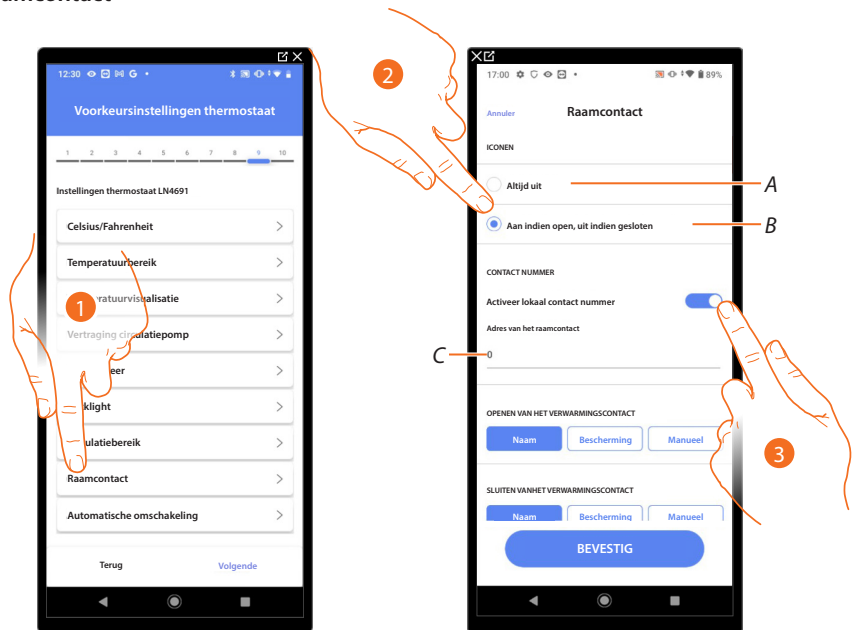 amcontact
2
12:30 G
Voorkeursinstellingen thermostaat
1 2 3 4 5 6 7 8 9 10
Instellingen thermostaat LN4691
Celsius/Fahrenheit
Temperatuurbereik
ratuurvisualisatie
1
Vertraging circulatiepomp
eer
klight
ulatiebereik
Raamcontact
Automatische omschakeling
Terug Volgende
17:00 89%
Annuler Raamcontact
ICONEN
Altijd uit A
Aan indien open, uit indien gesloten B
CONTACT NUMMER
Activeer lokaal contact nummer
Adres van het raamcontact
C 0
OPENEN VAN HET VERWARMINGSCONTACT
Naam Bescherming Manueel
3
SLUITEN VANHET VERWARMINGSCONTACT
Naam Bescherming Manueel
BEVESTIG